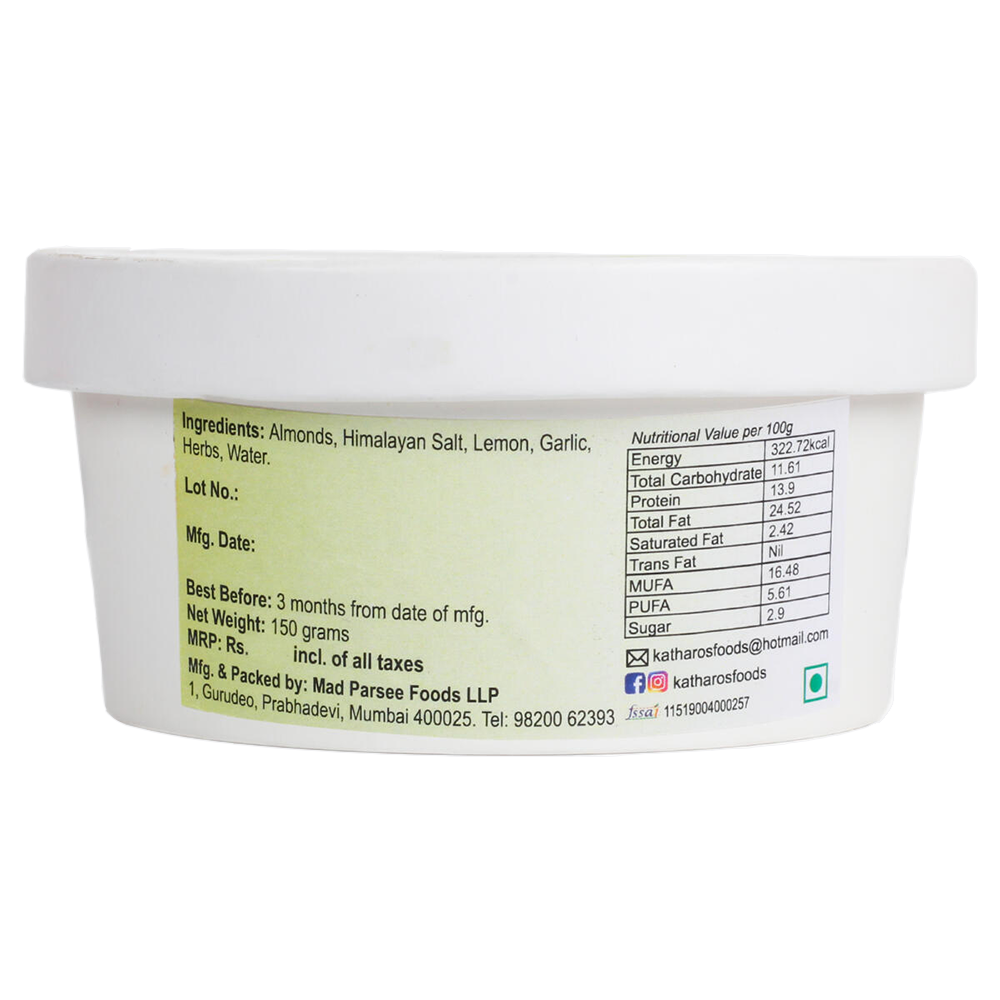 Ingredients: Almonds, Himalayan Salt, Lemon, Garlic,
Herbs, Water.
Lot No.:
Mfg. Date:
Best Before: 3 months from date of mfg.
Net Weight: 150 grams
MRP: Rs. incl. of all taxes
Mfg. & Packed by: Mad Parsee Foods LLP
1, Gurudeo, Prabhadevi, Mumbai 400025. Tel: 98200 62393
Nutritional Value per 100g
Energy 322.72kcal
Total Carbohydrate 11.61
Protein 13.9
Total Fat 24.52
Saturated Fat 2.42
Trans Fat Nil
MUFA 16.48
PUFA 5.61
Sugar 2.9
katharosfoods@hotmail.com
katharosfoods
fssai 11519004000257